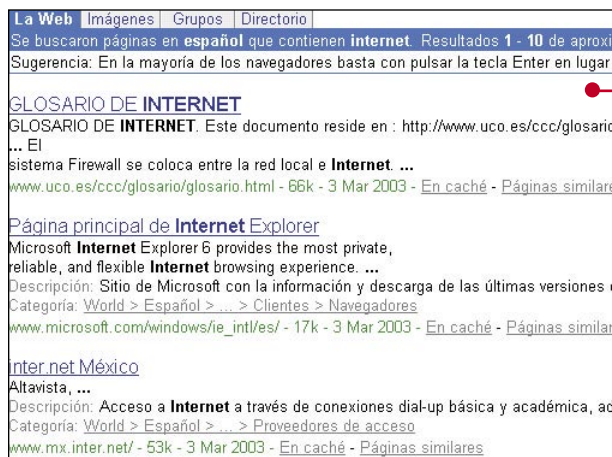 La Web Imágenes Grupos Directorio
Se buscaron páginas en español que contienen internet. Resultados 1 - 10 de
Sugerencia: En la mayoría de los navegadores basta con pulsar la tecla Enter en lugar
GLOSARIO DE INTERNET
GLOSARIO DE INTERNET. Este documento reside en : http://www.uco.es/ccc/glosario
... El
sistema Firewall se coloca entre la red local e Internet. ...
www.uco.es/ccc/glosario/glosario.html - 66k - 3 Mar 2003 - En caché - Páginas
Página principal de Internet Explorer
Microsoft Internet Explorer 6 provides the most private,
reliable, and flexible Internet browsing experience. ...
Descripción: Sitio de Microsoft con la información y descarga de las últimas versiones
Categoría: World > Español > ... > Clientes > Navegadores
www.microsoft.com/windows/ie_intl/es/ - 17k - 3 Mar 2003 - En caché - Páginas
inter.net México
Altavista, ...
Descripción: Acceso a Internet a través de conexiones dial-up básica y académica,
Categoría: World > Español > ... > Proveedores de acceso
www.mx.inter.net/ - 53k - 3 Mar 2003 - En caché - Páginas similares